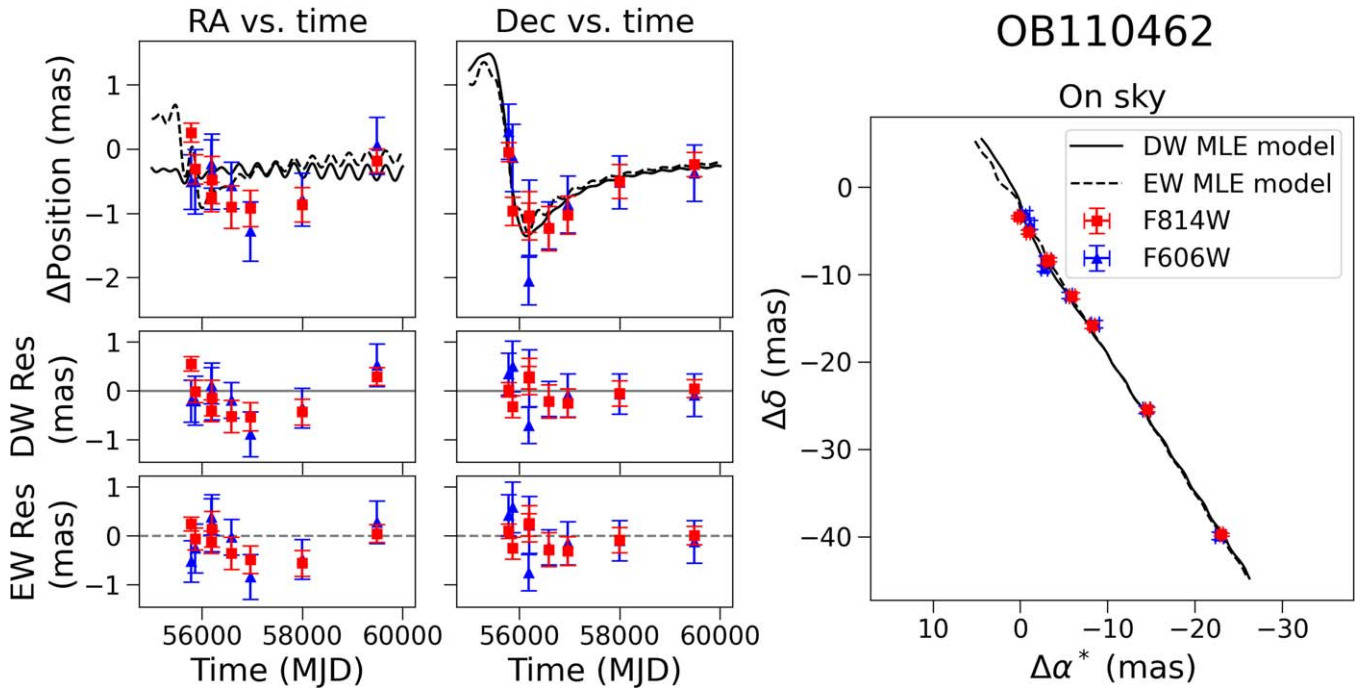 RA vs. time
Dec vs. time
OB110462
On sky
ΔPosition (mas)
1
0
−1
−2
DW Res
(mas)
1
0
−1
EW Res
(mas)
1
0
−1
56000 58000 60000
56000 58000 60000
Time (MJD)
Time (MJD)
DW MLE model
EW MLE model
F814W
F606W
Δδ (mas)
0
−10
−20
−30
−40
10 0 −10 −20 −30
Δα* (mas)